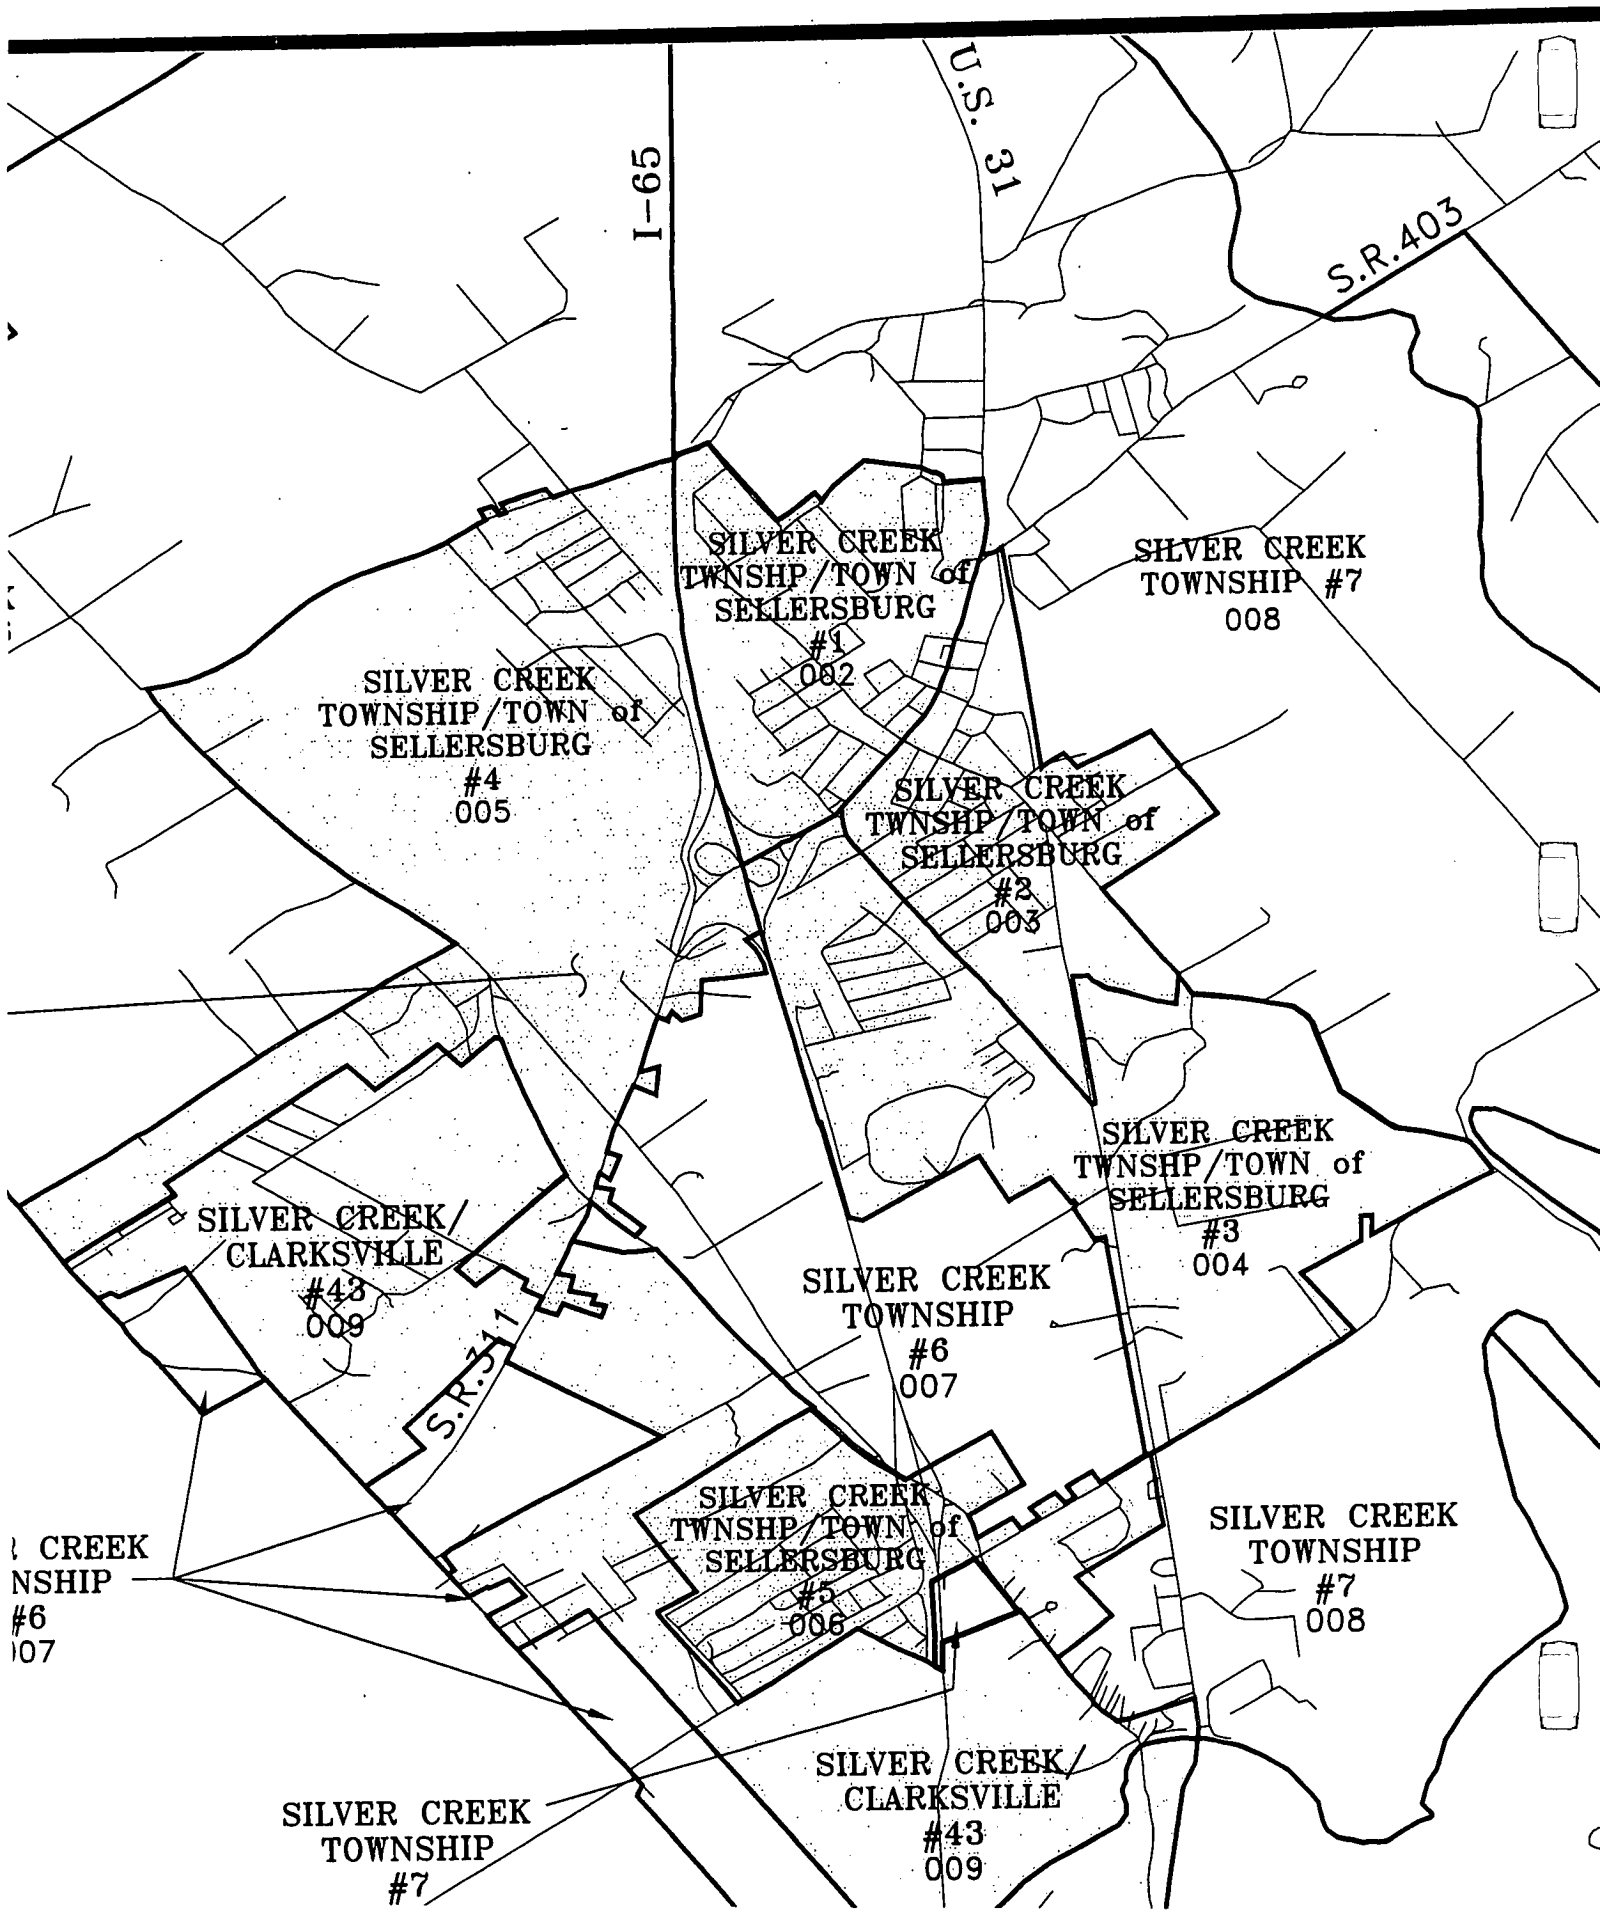 U.S. 31
I-65
S.R.403
SILVER CREEK
TWNSHP/TOWN of
SELLERSBURG
#1
002
SILVER CREEK
TOWNSHIP #7
008
SILVER CREEK
TOWNSHIP/TOWN of
SELLERSBURG
#4
005
SILVER CREEK
TWNSHP/TOWN of
SELLERSBURG
#2
003
SILVER CREEK
TWNSHP/TOWN of
SELLERSBURG
#3
004
SILVER CREEK/
CLARKSVILLE
#43
009
SILVER CREEK
TOWNSHIP
#6
007
S.R.311
SILVER CREEK
TWNSHP/TOWN of
SELLERSBURG
#5
006
SILVER CREEK
TOWNSHIP
#7
008
CREEK
NSHIP
#6
07
SILVER CREEK/
CLARKSVILLE
#43
009
SILVER CREEK
TOWNSHIP
#7